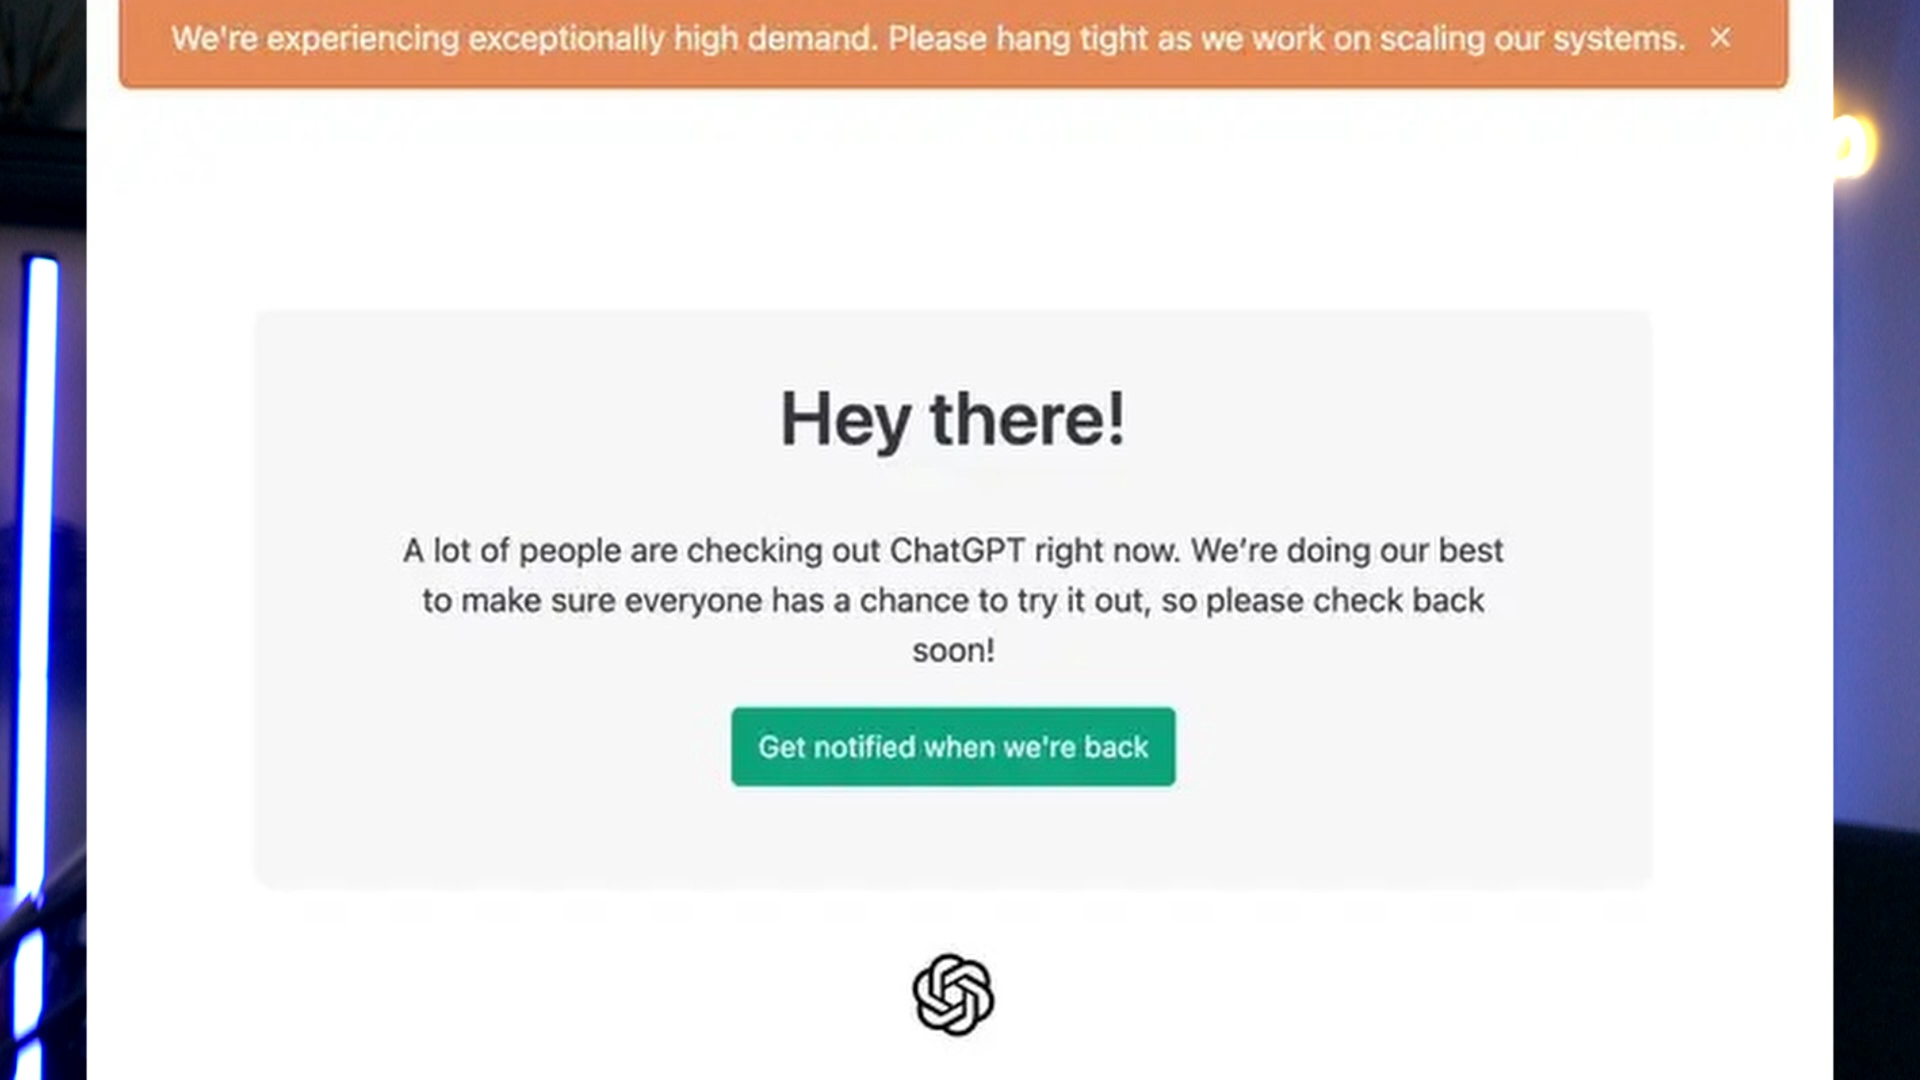 We're experiencing exceptionally high demand. Please hang tight as we work on scaling our systems. ×
Hey there!
A lot of people are checking out ChatGPT right now. We’re doing our best
to make sure everyone has a chance to try it out, so please check back
soon!
Get notified when we're back